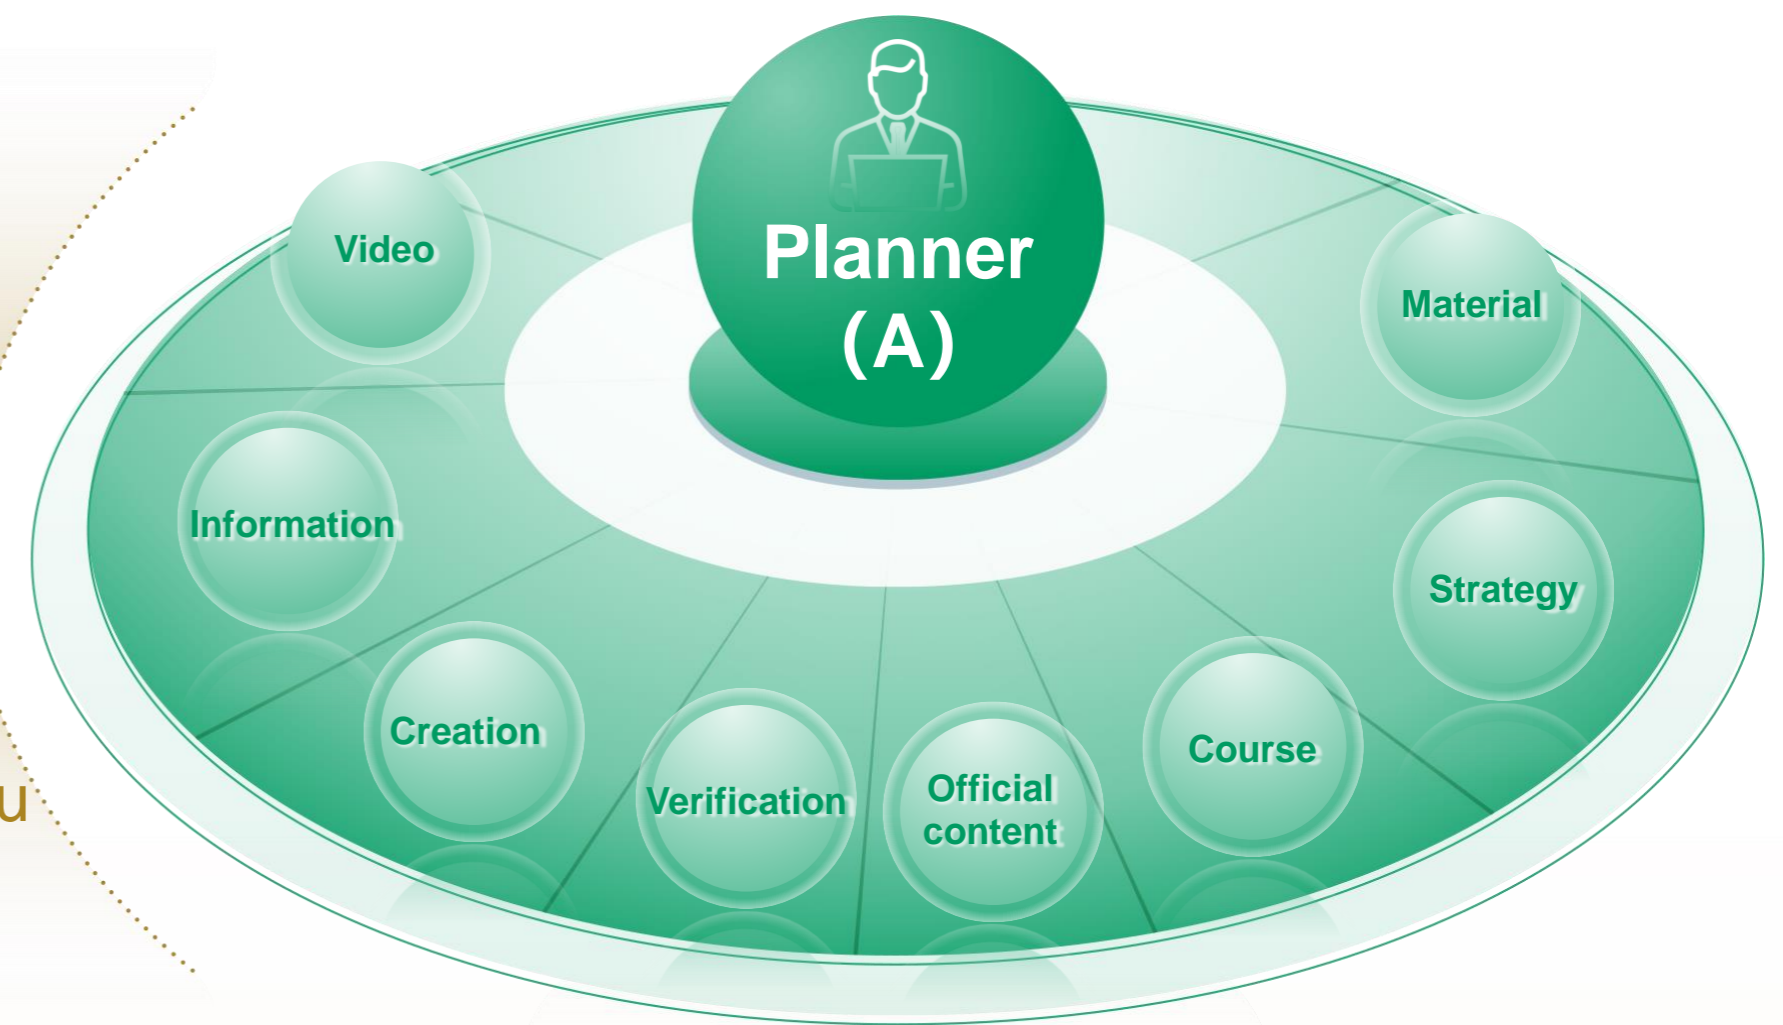 Planner
(A)
Video
Material
Information
Strategy
Creation
Course
Verification
Official
content
u